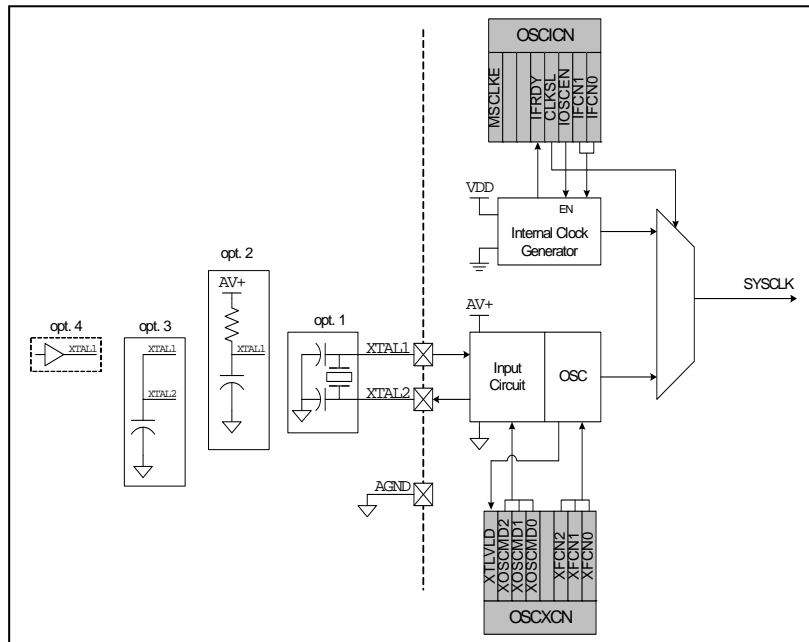 OSCICN
MSCLKE
IFRDY
CLKSL
IOSCEN
IFCN1
IFCN0
VDD
EN
Internal Clock
Generator
opt. 2
AV+
XTAL1
opt. 4
XTAL1
opt. 3
XTAL1
XTAL2
opt. 1
XTAL1
XTAL2
AV+
Input
Circuit
OSC
SYSCLK
AGND
XTLVLD
XOSCMD2
XOSCMD1
XOSCMD0
XFCN2
XFCN1
XFCN0
OSCXCN